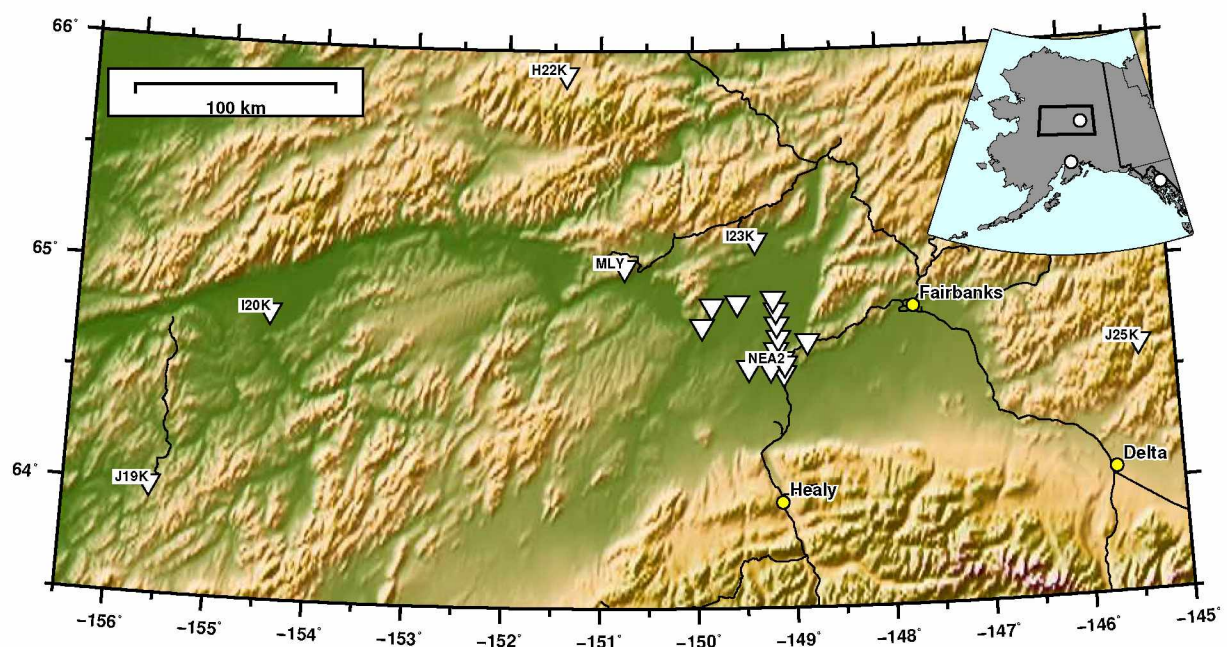 66˚
H22K
100 km
65˚
I23K
MLY
I20K
Fairbanks
J25K
NEA2
64˚
J19K
Delta
Healy
−156˚
−155˚
−154˚
−153˚
−152˚
−151˚
−150˚
−149˚
−148˚
−147˚
−146˚
−145˚